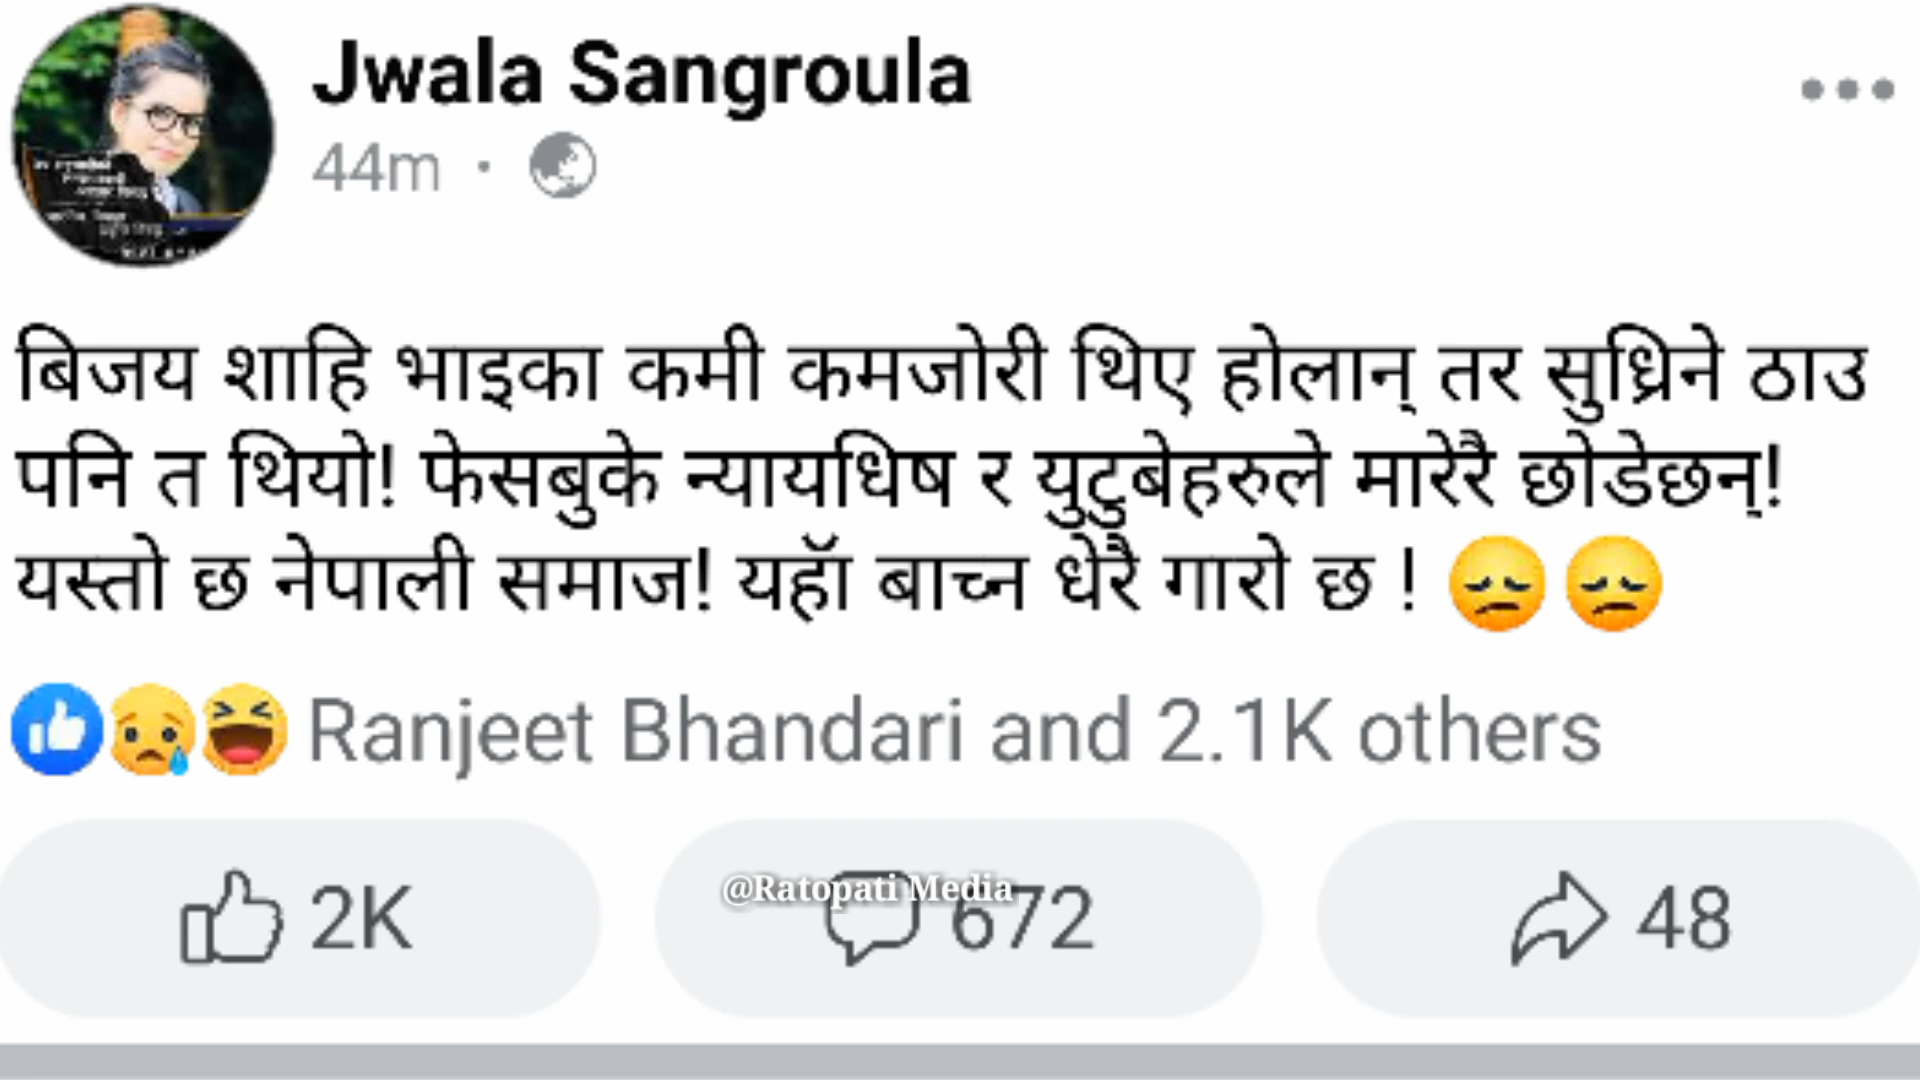 Jwala Sangroula
44m ·
बिजय शाहि भाइका कमी कमजोरी थिए होलान् तर सुध्रिने ठाउ
पनि त थियो! फेसबुके न्यायधिष र युटुबेहरुले मारेरै छोडेछन्!
यस्तो छ नेपाली समाज! यहाॅ बाच्न धेरै गारो छ ! 😞😞
Ranjeet Bhandari and 2.1K others
2K
@Ratopati Media
672
48